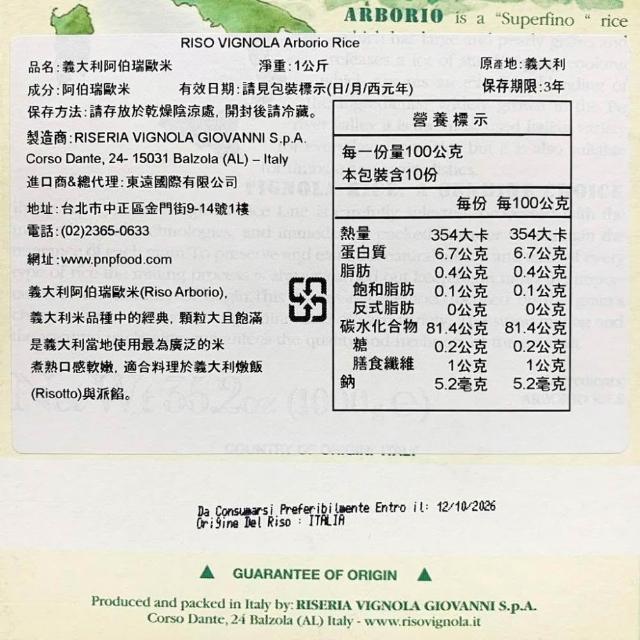 ARBORIO is a "Superfino " rice
RISO VIGNOLA Arborio Rice
品名:義大利阿伯瑞歐米 淨重:1公斤 原產地:義大利
成分:阿伯瑞歐米 有效日期:請見包裝標示(日/月/西元年) 保存期限:3年
保存方法:請存放於乾燥陰涼處,開封後請冷藏。
製造商:RISERIA VIGNOLA GIOVANNI S.p.A.
Corso Dante, 24- 15031 Balzola (AL) – Italy
進口商&總代理:東遠國際有限公司
地址:台北市中正區金門街9-14號1樓
電話:(02)2365-0633
網址:www.pnpfood.com
義大利阿伯瑞歐米(Riso Arborio),
義大利米品種中的經典,顆粒大且飽滿
是義大利當地使用最為廣泛的米
煮熟口感軟嫩,適合料理於義大利燉飯
(Risotto)與派餡。
營養標示
每一份量100公克
本包裝含10份
每份 每100公克
熱量 354大卡 354大卡
蛋白質 6.7公克 6.7公克
脂肪 0.4公克 0.4公克
飽和脂肪 0.1公克 0.1公克
反式脂肪 0公克 0公克
碳水化合物 81.4公克 81.4公克
糖 0.2公克 0.2公克
膳食纖維 1公克 1公克
鈉 5.2毫克 5.2毫克
COUNTRY OF ORIGIN: ITALY
Da Consumarsi Preferibilmente Entro il: 12/10/2026
Origine Del Riso : ITALIA
GUARANTEE OF ORIGIN
Produced and packed in Italy by: RISERIA VIGNOLA GIOVANNI S.p.A.
Corso Dante, 24 Balzola (AL) Italy - www.risovignola.it